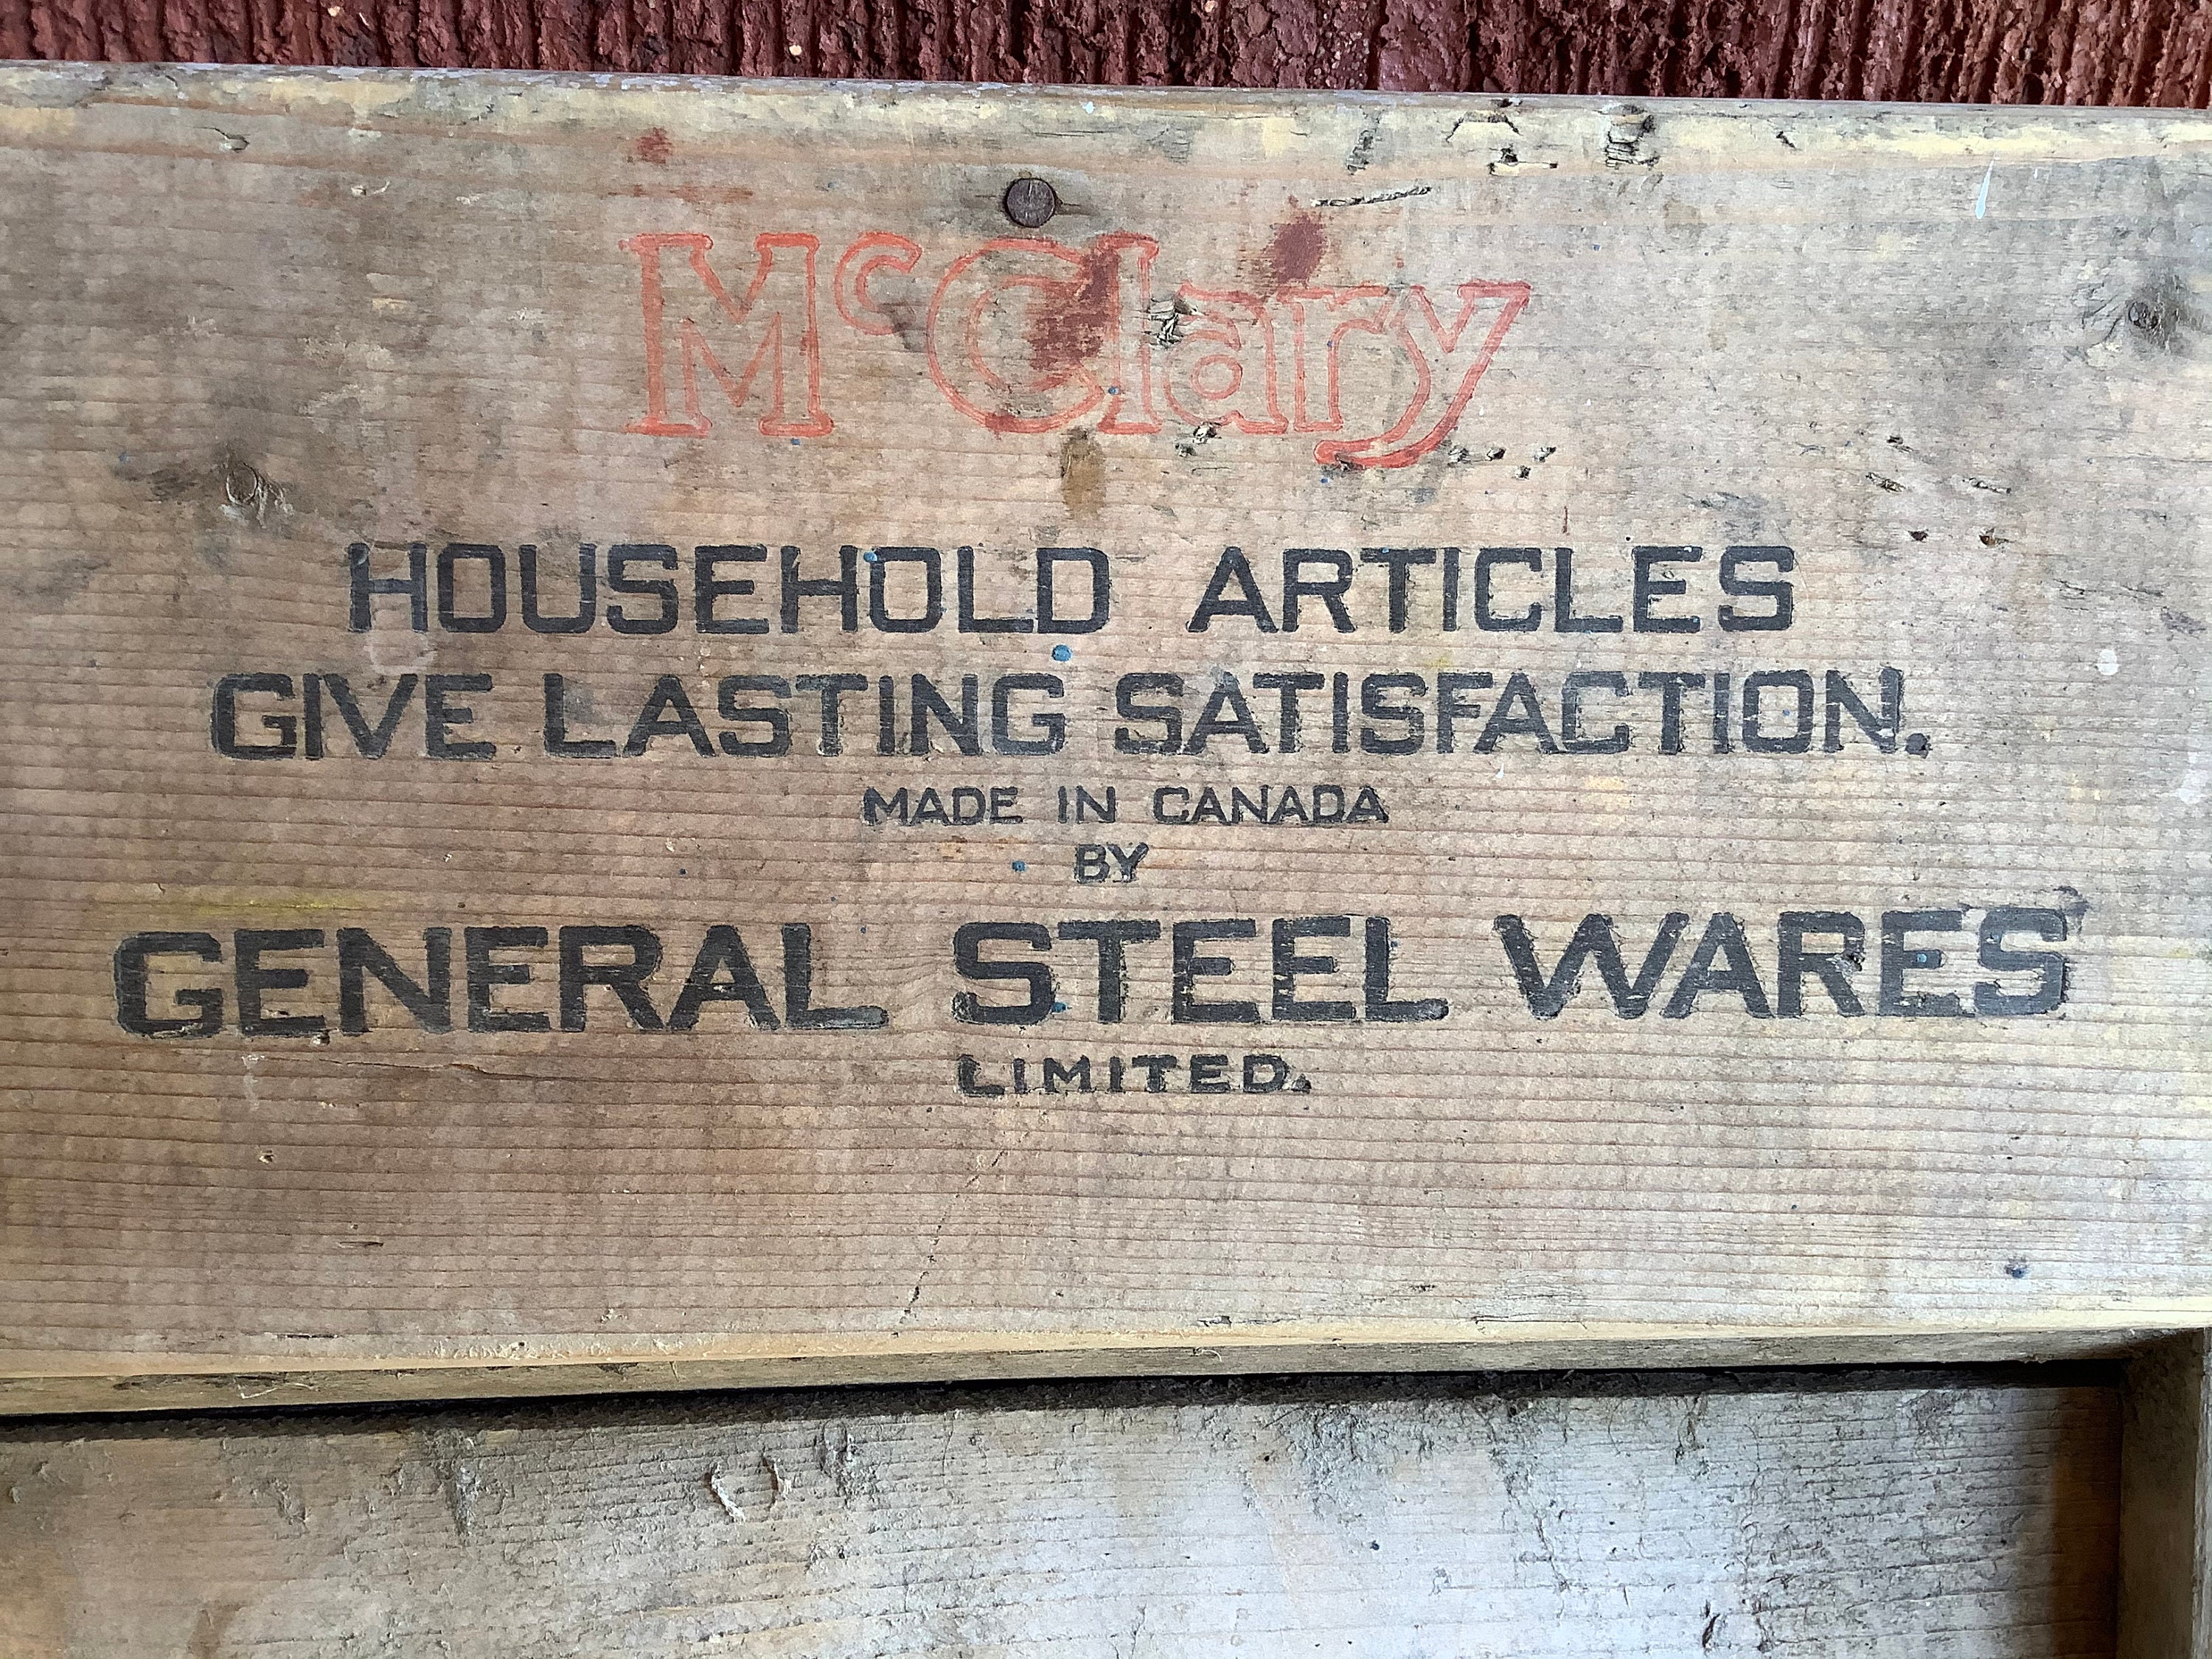 McClary
HOUSEHOLD ARTICLES
GIVE LASTING SATISFACTION.
MADE IN CANADA
BY
GENERAL STEEL WARES
LIMITED.